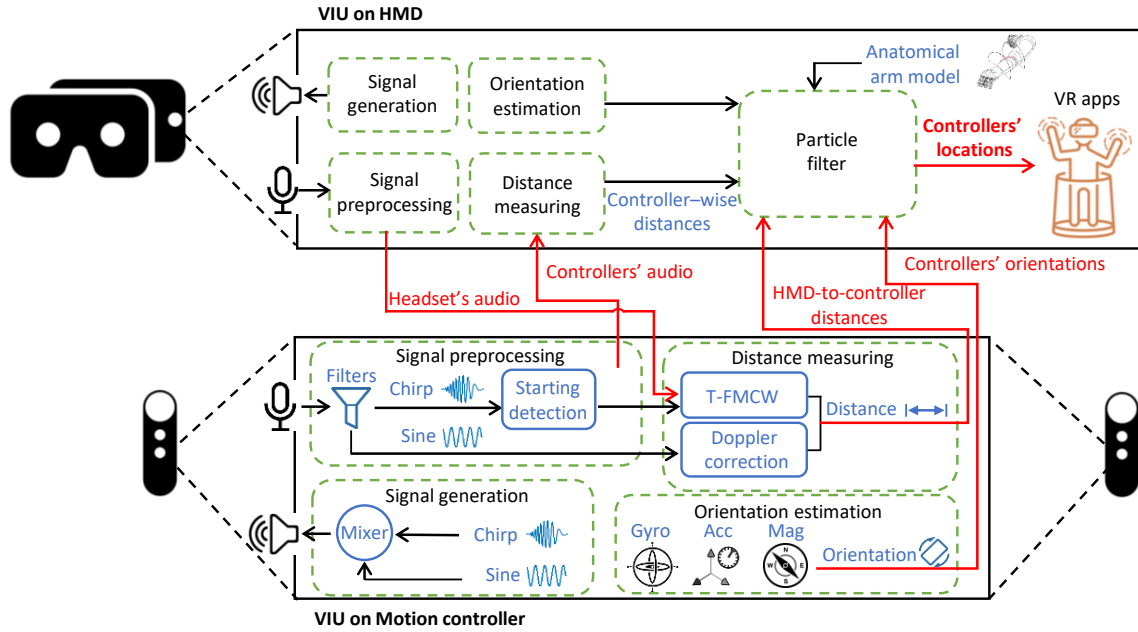 VIU on HMD
Signal
generation
Orientation
estimation
Anatomical
arm model
VR apps
Particle
filter
Controllers'
locations
Signal
preprocessing
Distance
measuring
Controller–wise
distances
Controllers' audio
Headset's audio
Controllers' orientations
HMD-to-controller
distances
Signal preprocessing
Filters
Chirp
Starting
detection
Sine
Distance measuring
T-FMCW
Distance
Doppler
correction
Signal generation
Mixer
Chirp
Sine
Orientation estimation
Gyro
Acc
Mag
N
W
E
S
Orientation
VIU on Motion controller